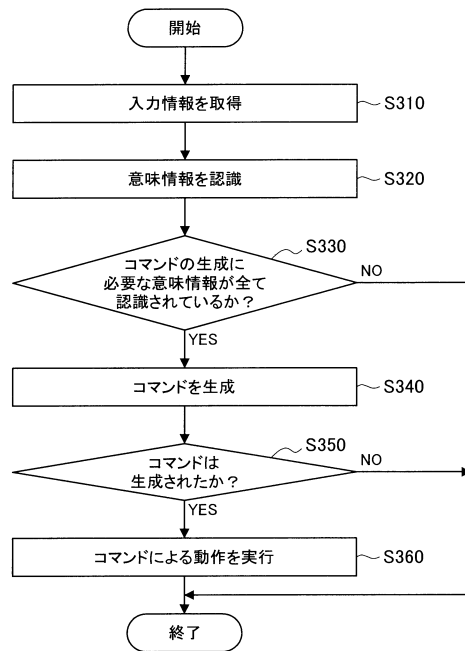 開始
入力情報を取得
S310
意味情報を認識
S320
S330
コマンドの生成に
必要な意味情報が全て
認識されているか？
NO
YES
コマンドを生成
S340
S350
コマンドは
生成されたか？
NO
YES
コマンドによる動作を実行
S360
終了